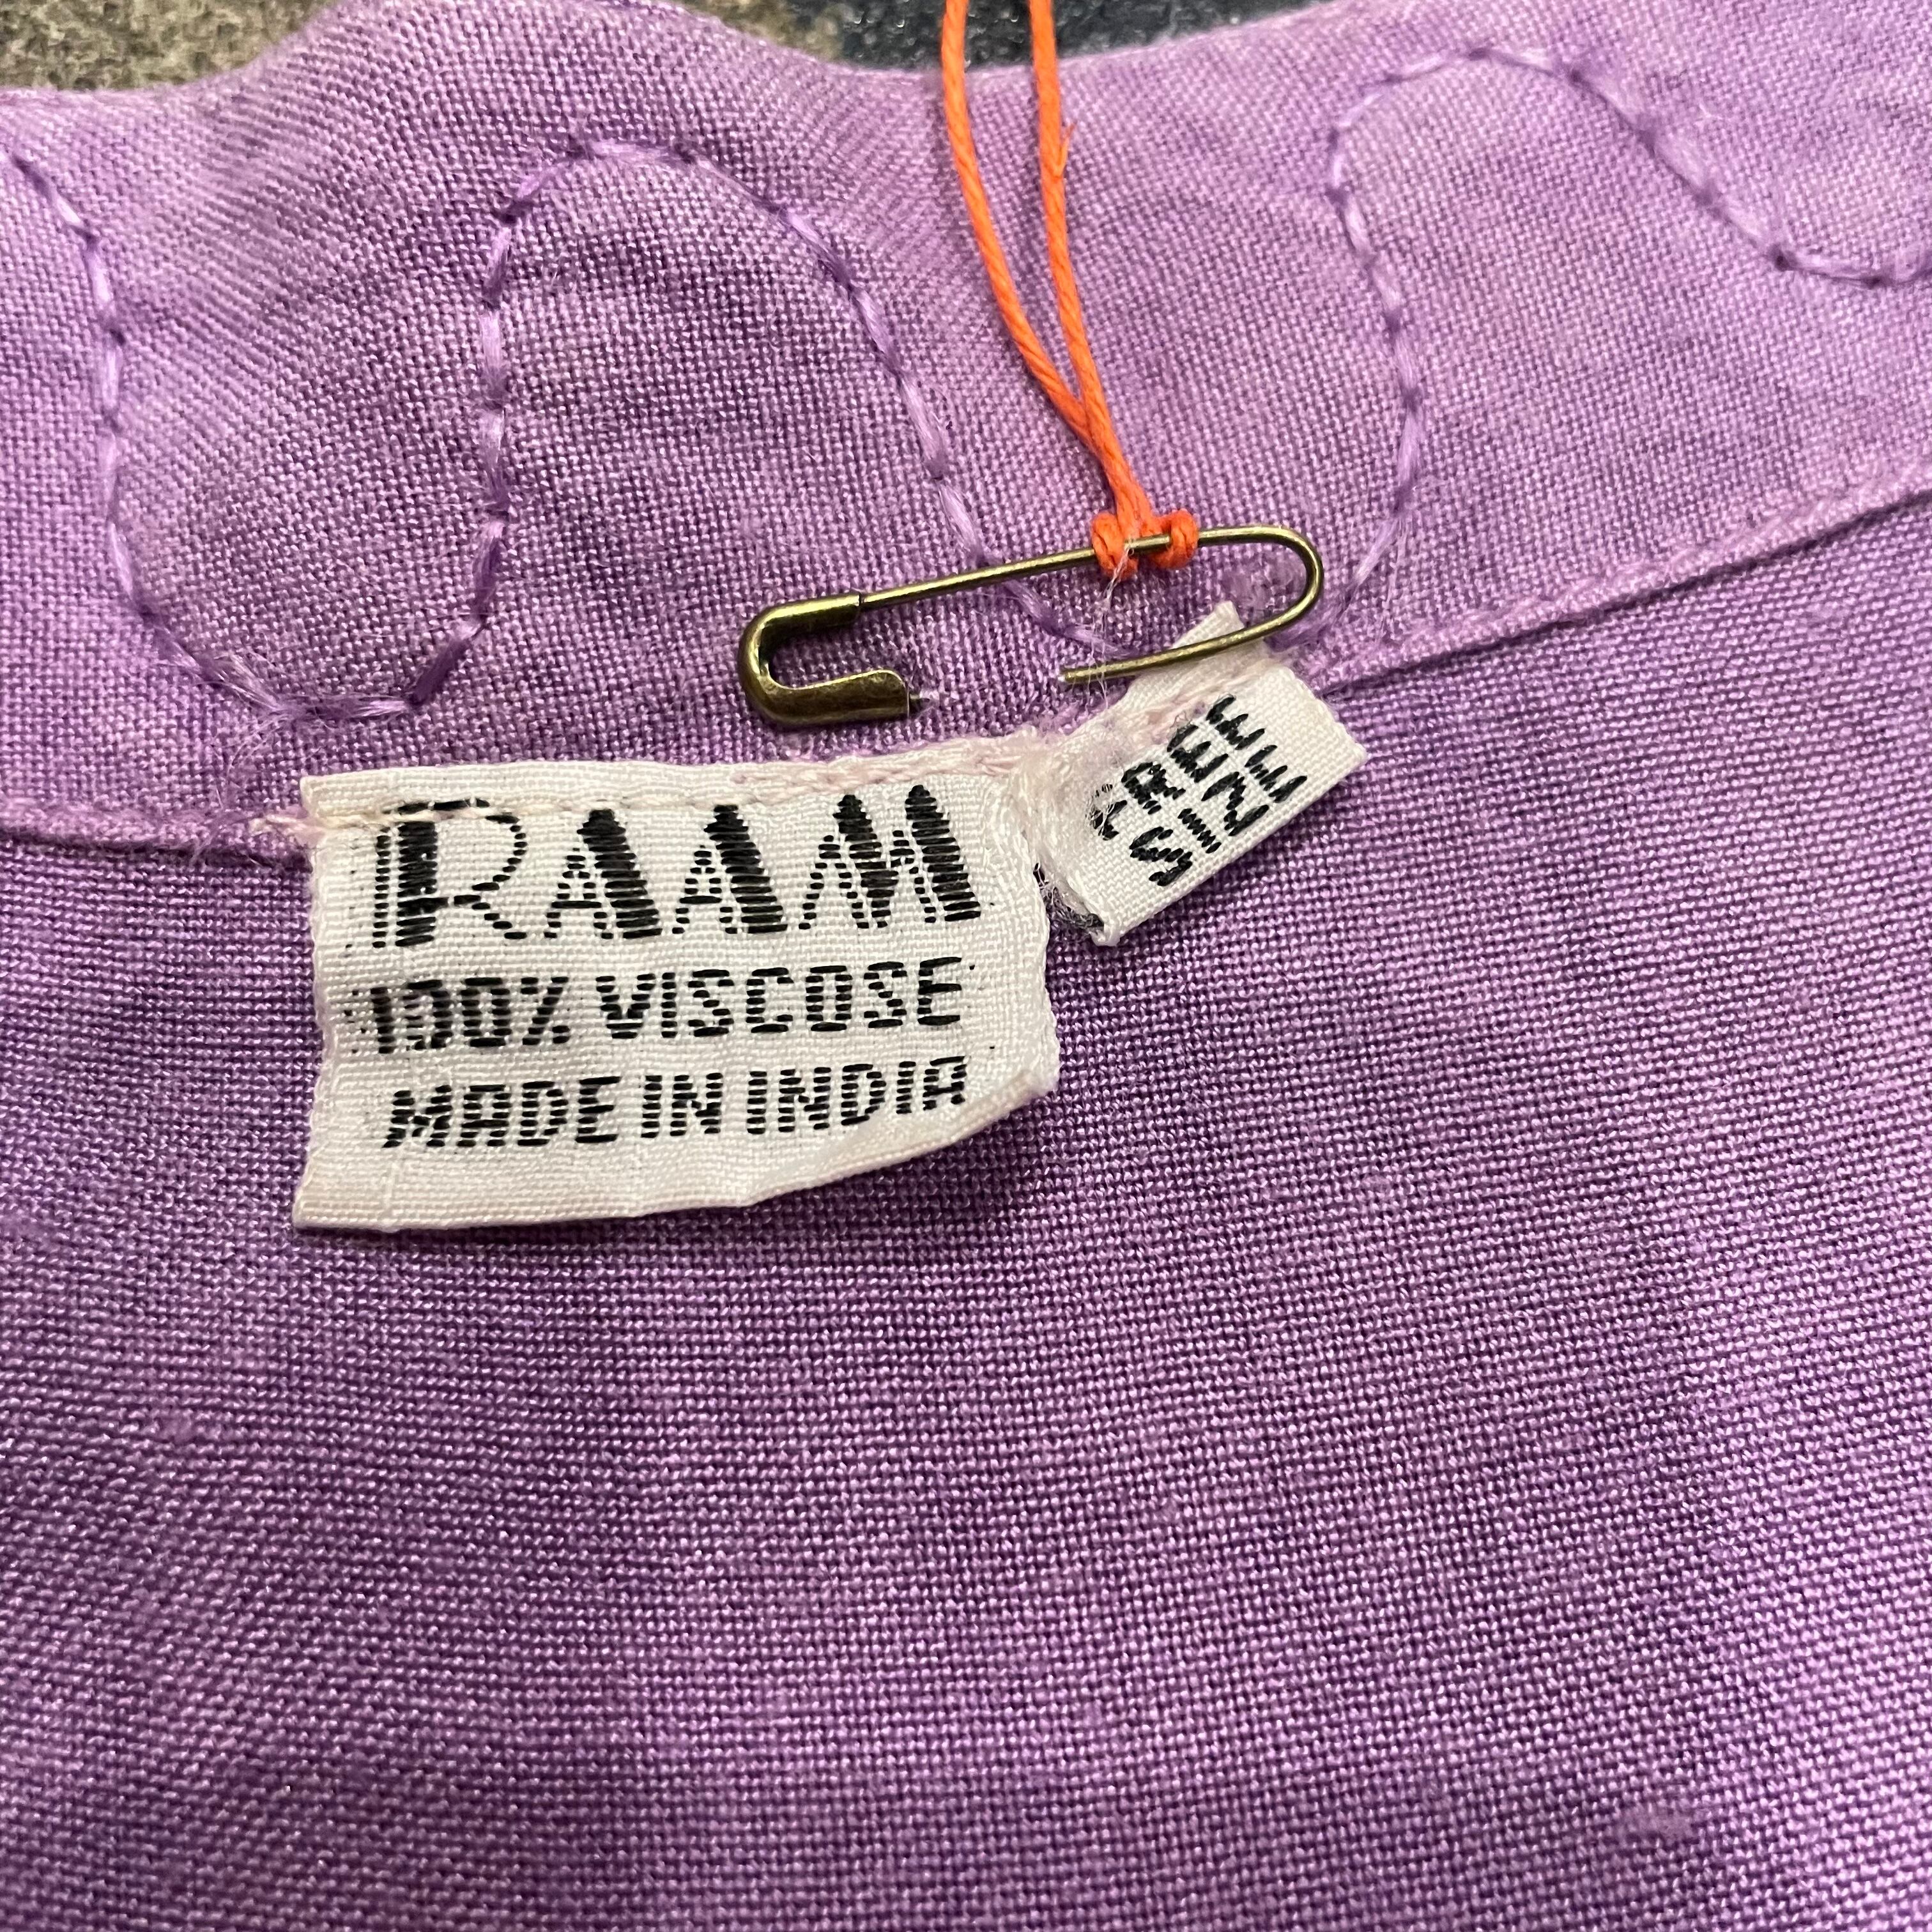 RAAM
100% VISCOSE
MADE IN INDIA
FREE
SIZE